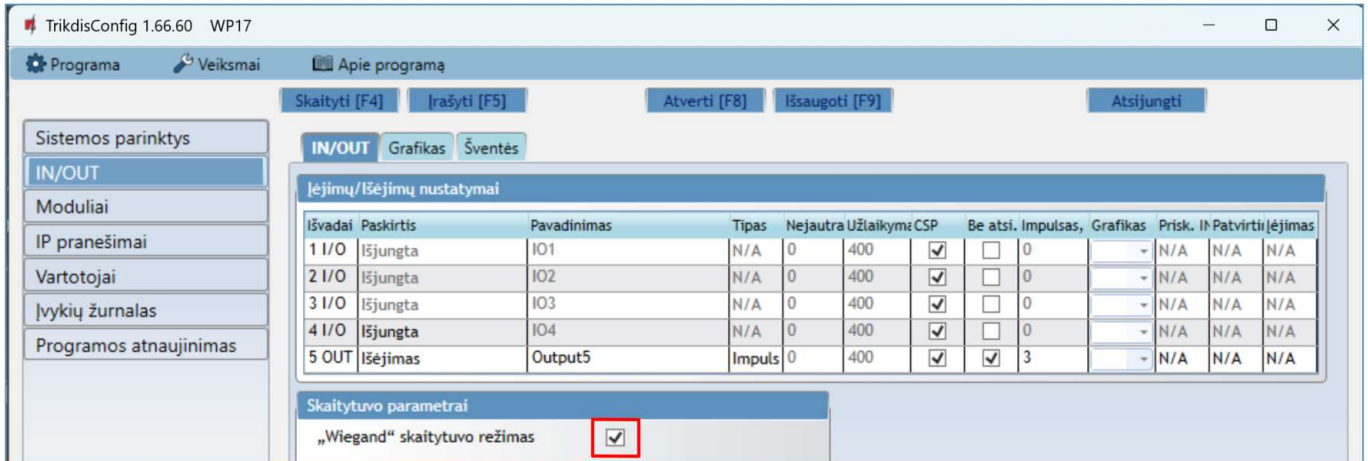 TrikdisConfig 1.66.60 WP17
Programa Veiksmai Apie programą
Skaityti [F4] Įrašyti [F5] Atverti [F8] Išsaugoti [F9] Atsijungti
Sistemos parinktys
IN/OUT
Moduliai
IP pranešimai
Vartotojai
Įvykių žurnalas
Programos atnaujinimas
IN/OUT Grafikas Šventės
Įėjimų/Išėjimų nustatymai
Išvadai Paskirtis Pavadinimas Tipas Nejautra Užlaikyma CSP Be atsi. Impulsas, Grafikas Prisk. IN Patvirtin Įėjimas
1 I/O Išjungta IO1 N/A 0 400 0 N/A N/A N/A
2 I/O Išjungta IO2 N/A 0 400 0 N/A N/A N/A
3 I/O Išjungta IO3 N/A 0 400 0 N/A N/A N/A
4 I/O Išjungta IO4 N/A 0 400 0 N/A N/A N/A
5 OUT Išėjimas Output5 Impuls 0 400 3 N/A N/A N/A
Skaitytuvo parametrai
„Wiegand“ skaitytuvo režimas